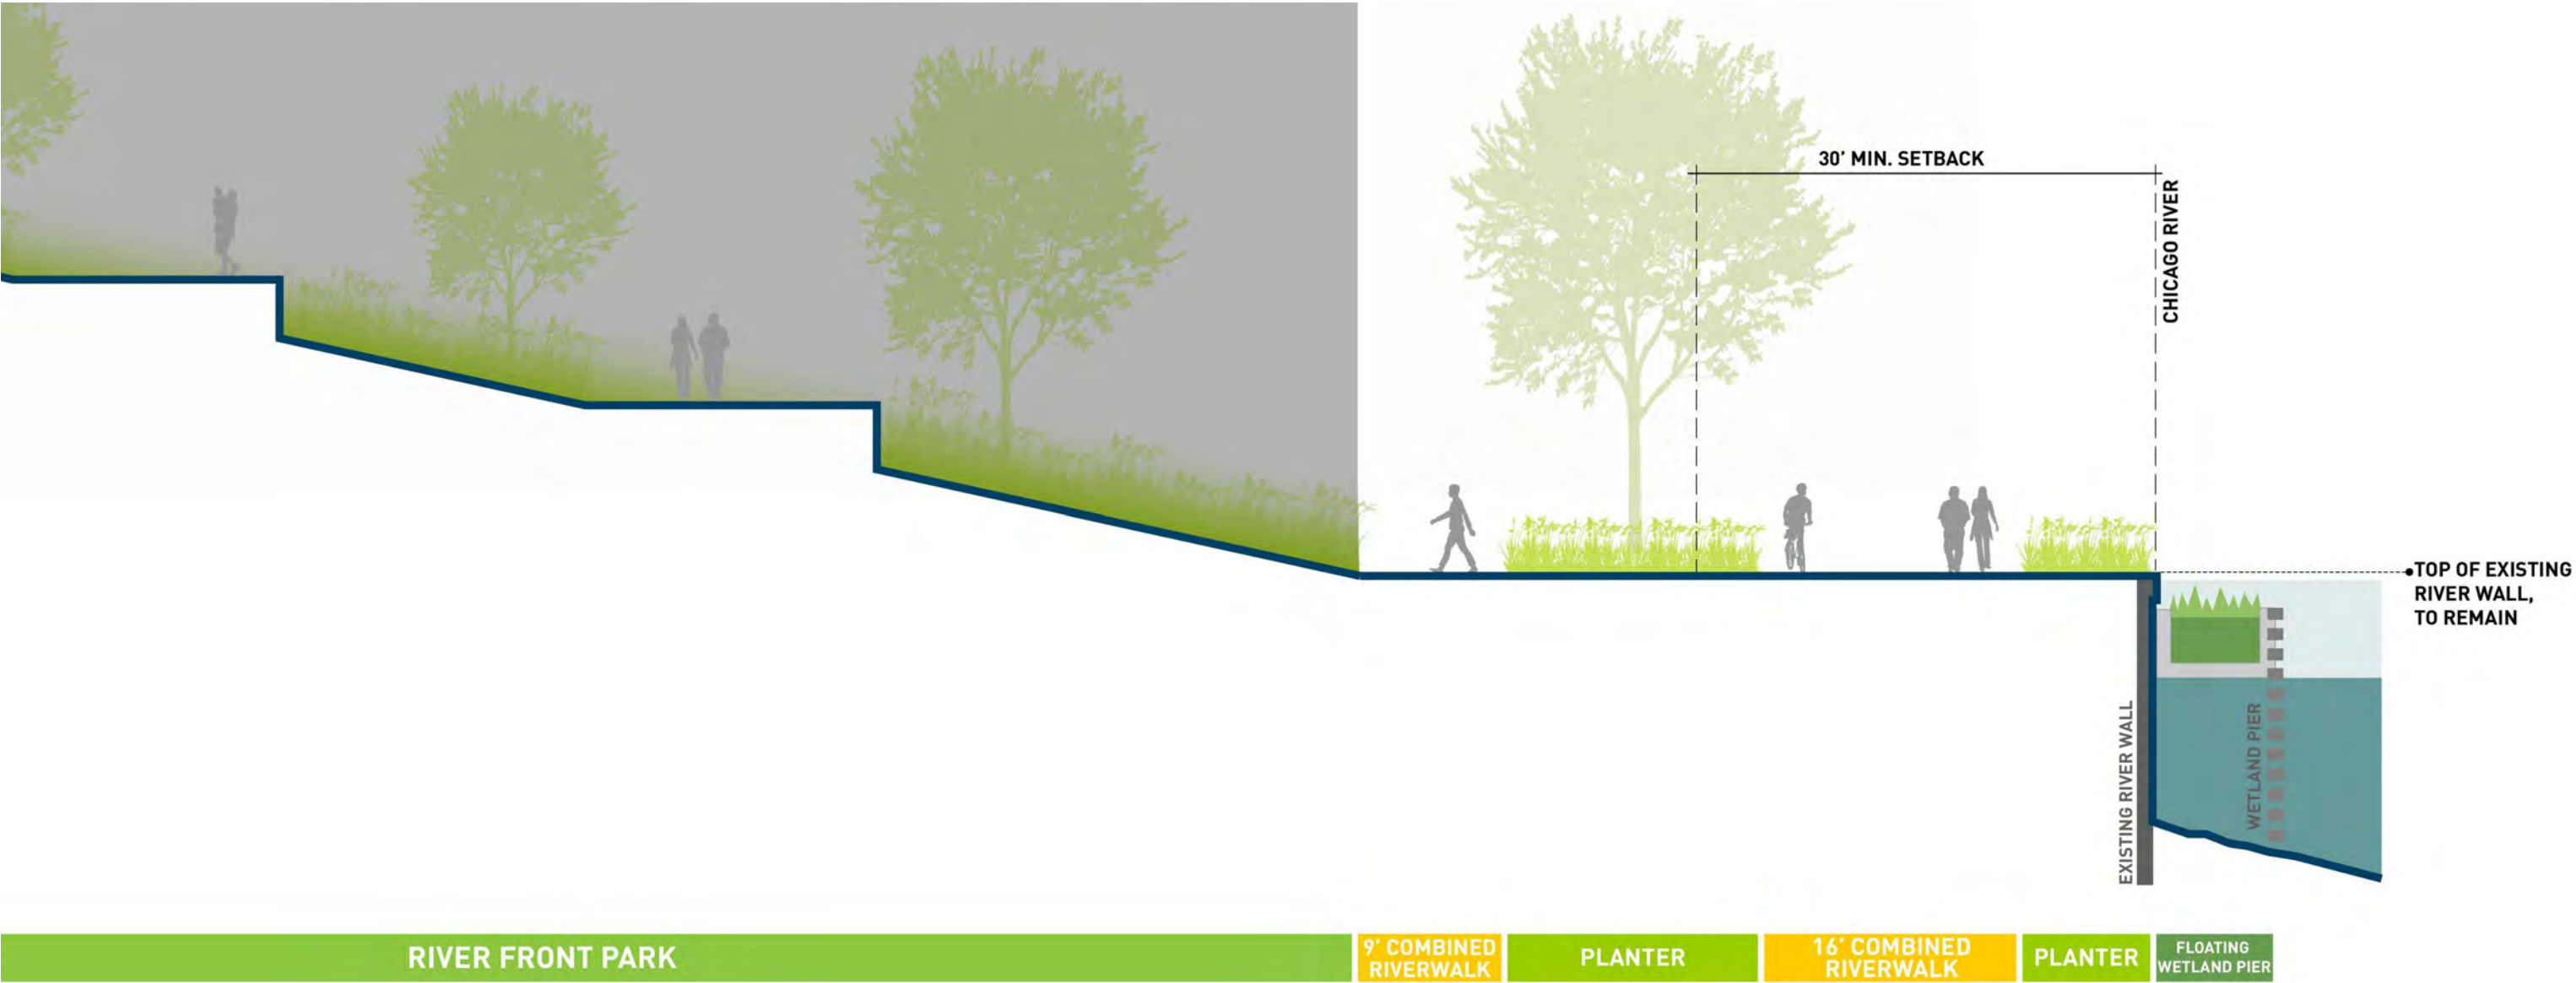 30' MIN. SETBACK
CHICAGO RIVER
TOP OF EXISTING
RIVER WALL,
TO REMAIN
EXISTING RIVER WALL
WETLAND PIER
RIVER FRONT PARK
9' COMBINED
RIVERWALK
PLANTER
16' COMBINED
RIVERWALK
PLANTER
FLOATING
WETLAND PIER